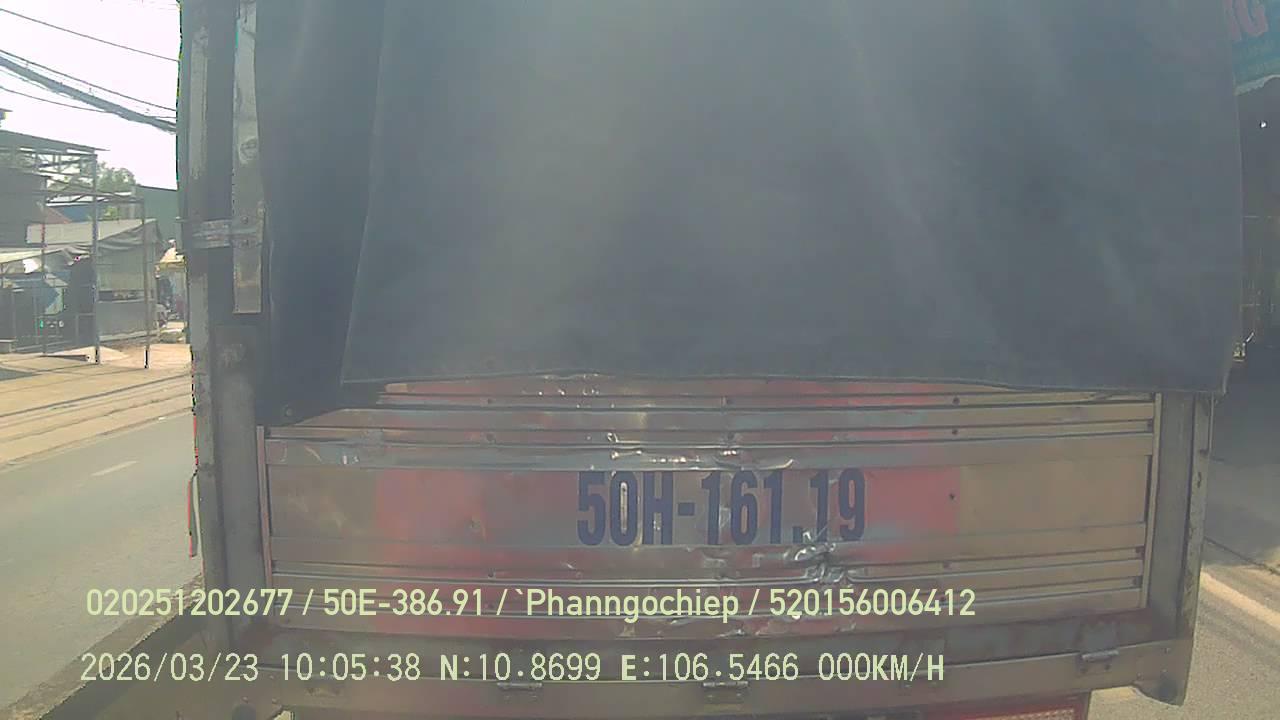 50H-161.19
020251202677 / 50E-386.91 / `Phanngochiep / 520156006412
2026/03/23 10:05:38 N:10.8699 E:106.5466 000KM/H